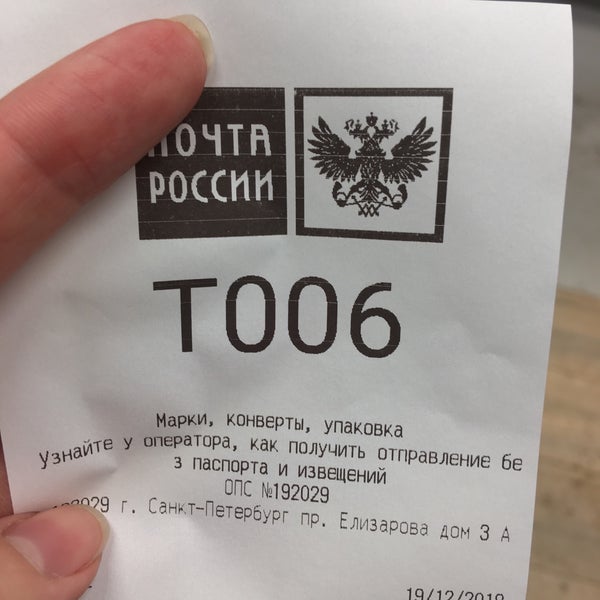 ПОЧТА
РОССИИ
Т006
Марки, конверты, упаковка
Узнайте у оператора, как получить отправление бе
з паспорта и извещений
ОПС №192029
г. Санкт-Петербург пр. Елизарова дом 3 А